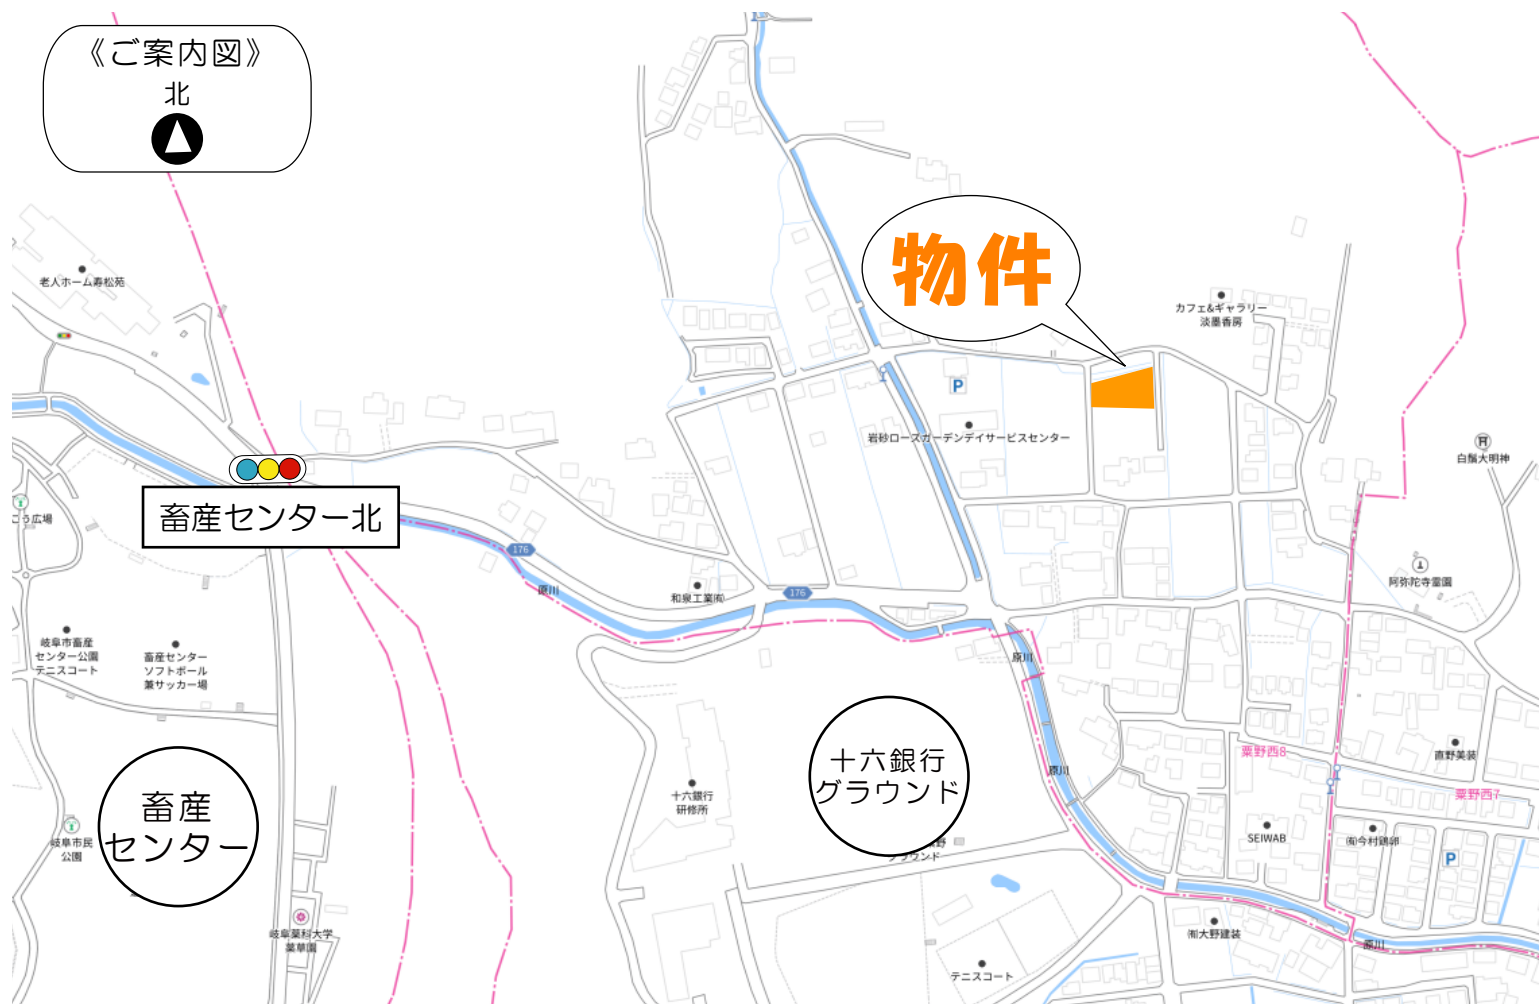 《ご案内図》
北
物件
老人ホーム寿松苑
カフェ&ギャラリー
淡墨香房
P
岩砂ローズガーデンデイサービスセンター
白鬚大明神
畜産センター北
176
原川
和泉工業㈲
176
阿弥陀寺霊園
岐阜市畜産
センター公園
テニスコート
畜産センター
ソフトボール
兼サッカー場
原川
粟野西8
直野美装
原川
粟野西7
十六銀行
研修所
十六銀行
グラウンド
畜産
センター
岐阜市民
公園
SEIWAB
㈲今村鶏卵
P
岐阜薬科大学
薬草園
㈲大野建装
原川
テニスコート